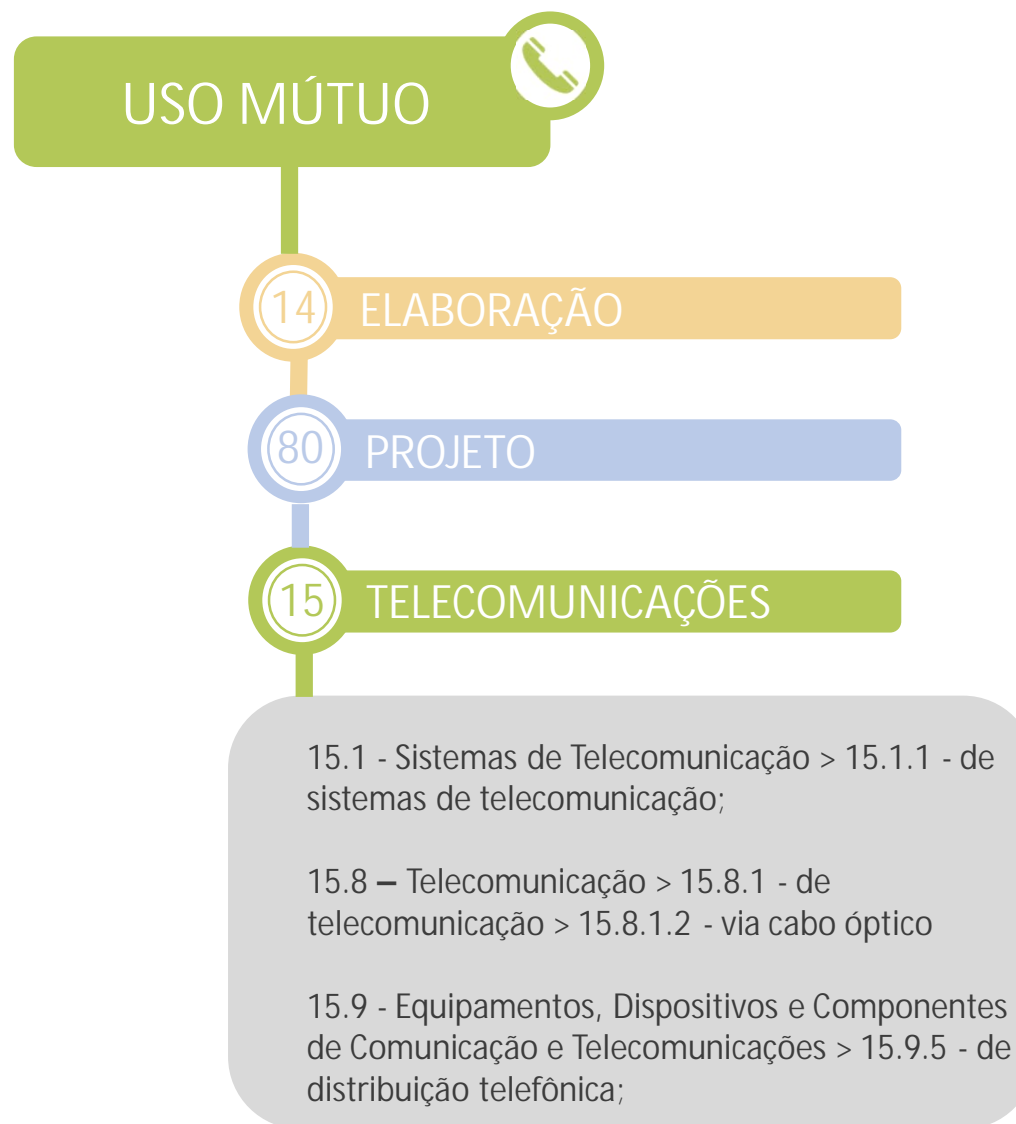 USO MÚTUO
14 ELABORAÇÃO
80 PROJETO
15 TELECOMUNICAÇÕES
15.1 - Sistemas de Telecomunicação > 15.1.1 - de
sistemas de telecomunicação;
15.8 – Telecomunicação > 15.8.1 - de
telecomunicação > 15.8.1.2 - via cabo óptico
15.9 - Equipamentos, Dispositivos e Componentes
de Comunicação e Telecomunicações > 15.9.5 - de
distribuição telefônica;